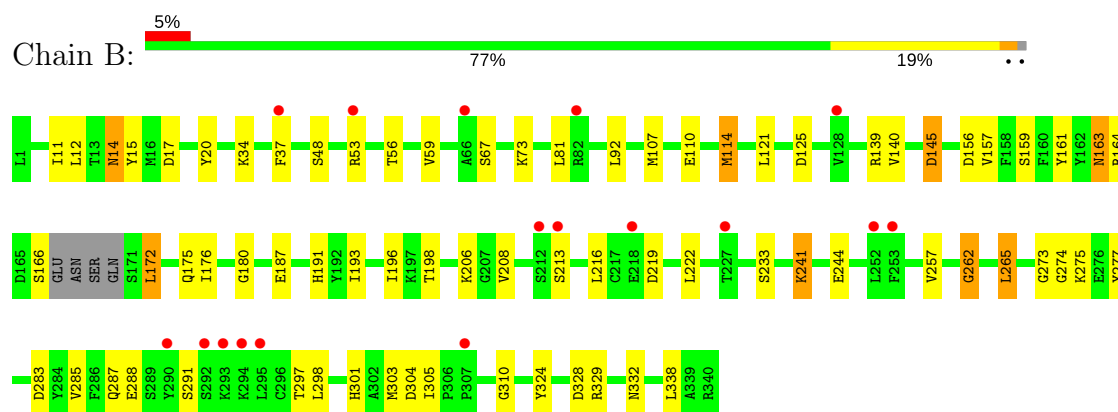 5%
Chain B:
77% 19% • •
L1 I11 L12 T13 N14 Y15 M16 D17 Y20 K34 F37 S48 R53 T56 V59 A66 S67 K73 L81 R82 L92 M107 E110 M114 L121 D125 V128 R139 V140 D145 D156 V157 F158 S159 F160 Y161 Y162 N163
D165 S166 GLU ASN SER GLN S171 L172 Q175 I176 G180 E187 H191 Y192 I193 I196 K197 T198 K206 G207 V208 S212 S213 L216 C217 E218 D219 L222 T227 S233 K241 E244 L252 F253 V257 G262 L265 G273 G274 K275 E276
D283 Y284 V285 F286 Q287 E288 S289 Y290 S291 S292 K293 K294 L295 C296 T297 L298 H301 A302 M303 D304 I305 P306 P307 G310 Y324 D328 R329 N332 L338 A339 R340